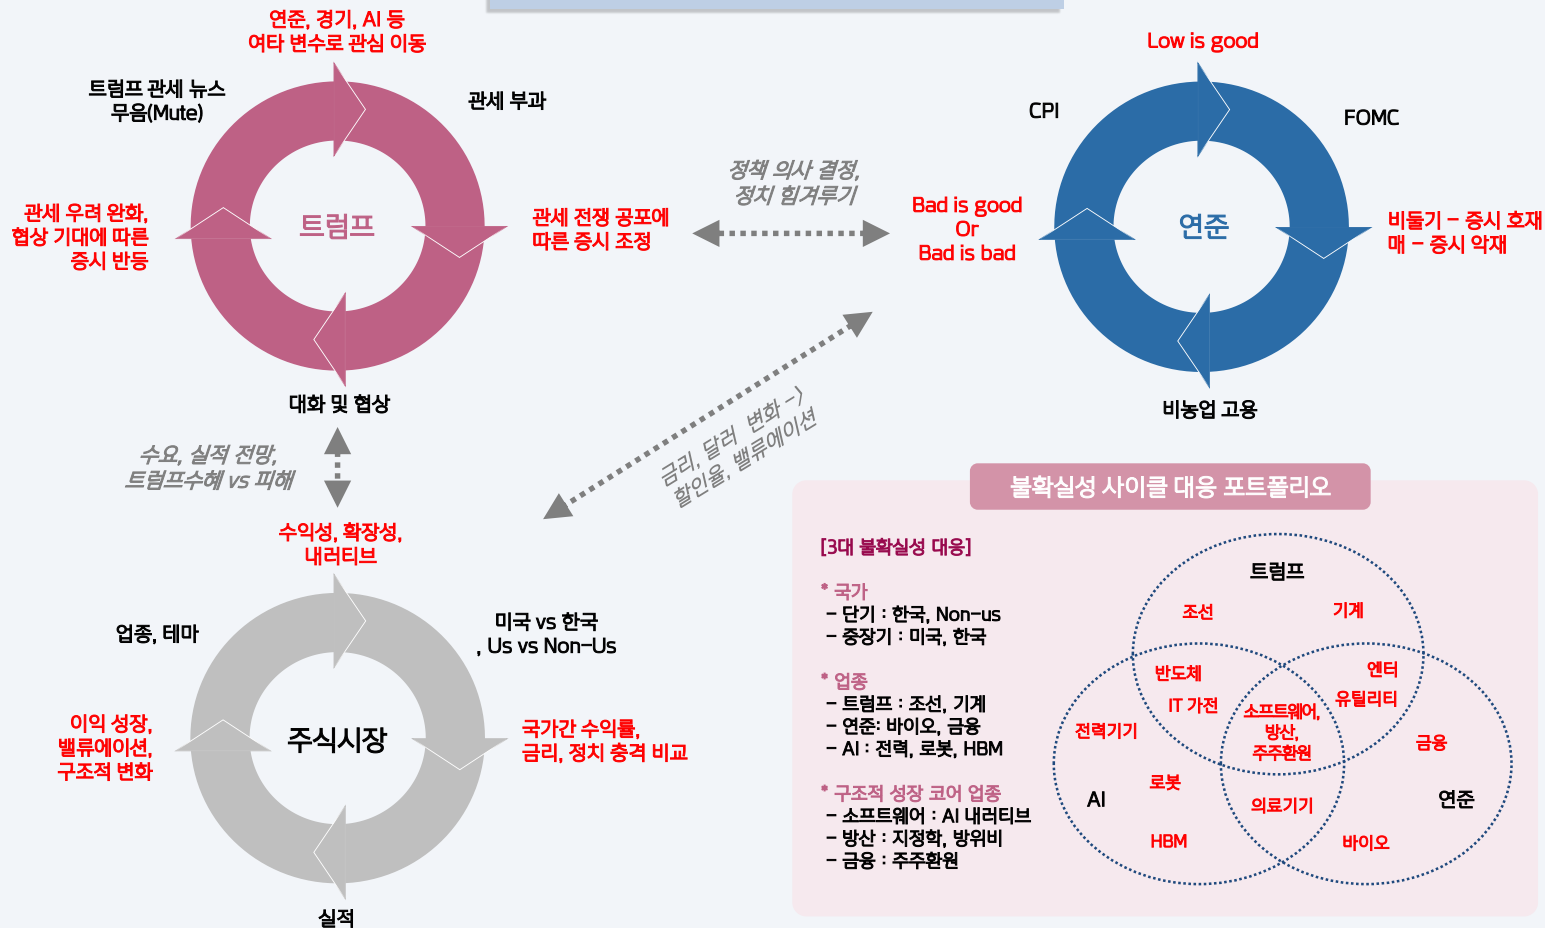 연준, 경기, AI 등
여타 변수로 관심 이동
트럼프 관세 뉴스
무음(Mute)
관세 부과
관세 우려 완화,
협상 기대에 따른
증시 반등
트럼프
관세 전쟁 공포에
따른 증시 조정
대화 및 협상
정책 의사 결정,
정치 힘겨루기
Low is good
CPI
FOMC
Bad is good
Or
Bad is bad
연준
비둘기 - 증시 호재
매 - 증시 악재
비농업 고용
수요, 실적 전망,
트럼프수혜 vs 피해
금리, 달러 변화 ->
할인율, 밸류에이션
수익성, 확장성,
내러티브
업종, 테마
미국 vs 한국
, Us vs Non-Us
이익 성장,
밸류에이션,
구조적 변화
주식시장
국가간 수익률,
금리, 정치 충격 비교
실적
불확실성 사이클 대응 포트폴리오
[3대 불확실성 대응]
* 국가
- 단기 : 한국, Non-us
- 중장기 : 미국, 한국
* 업종
- 트럼프 : 조선, 기계
- 연준: 바이오, 금융
- AI : 전력, 로봇, HBM
* 구조적 성장 코어 업종
- 소프트웨어 : AI 내러티브
- 방산 : 지정학, 방위비
- 금융 : 주주환원
트럼프
조선
기계
반도체
IT 가전
엔터
유틸리티
소프트웨어,
방산,
주주환원
전력기기
금융
로봇
AI
의료기기
연준
HBM
바이오